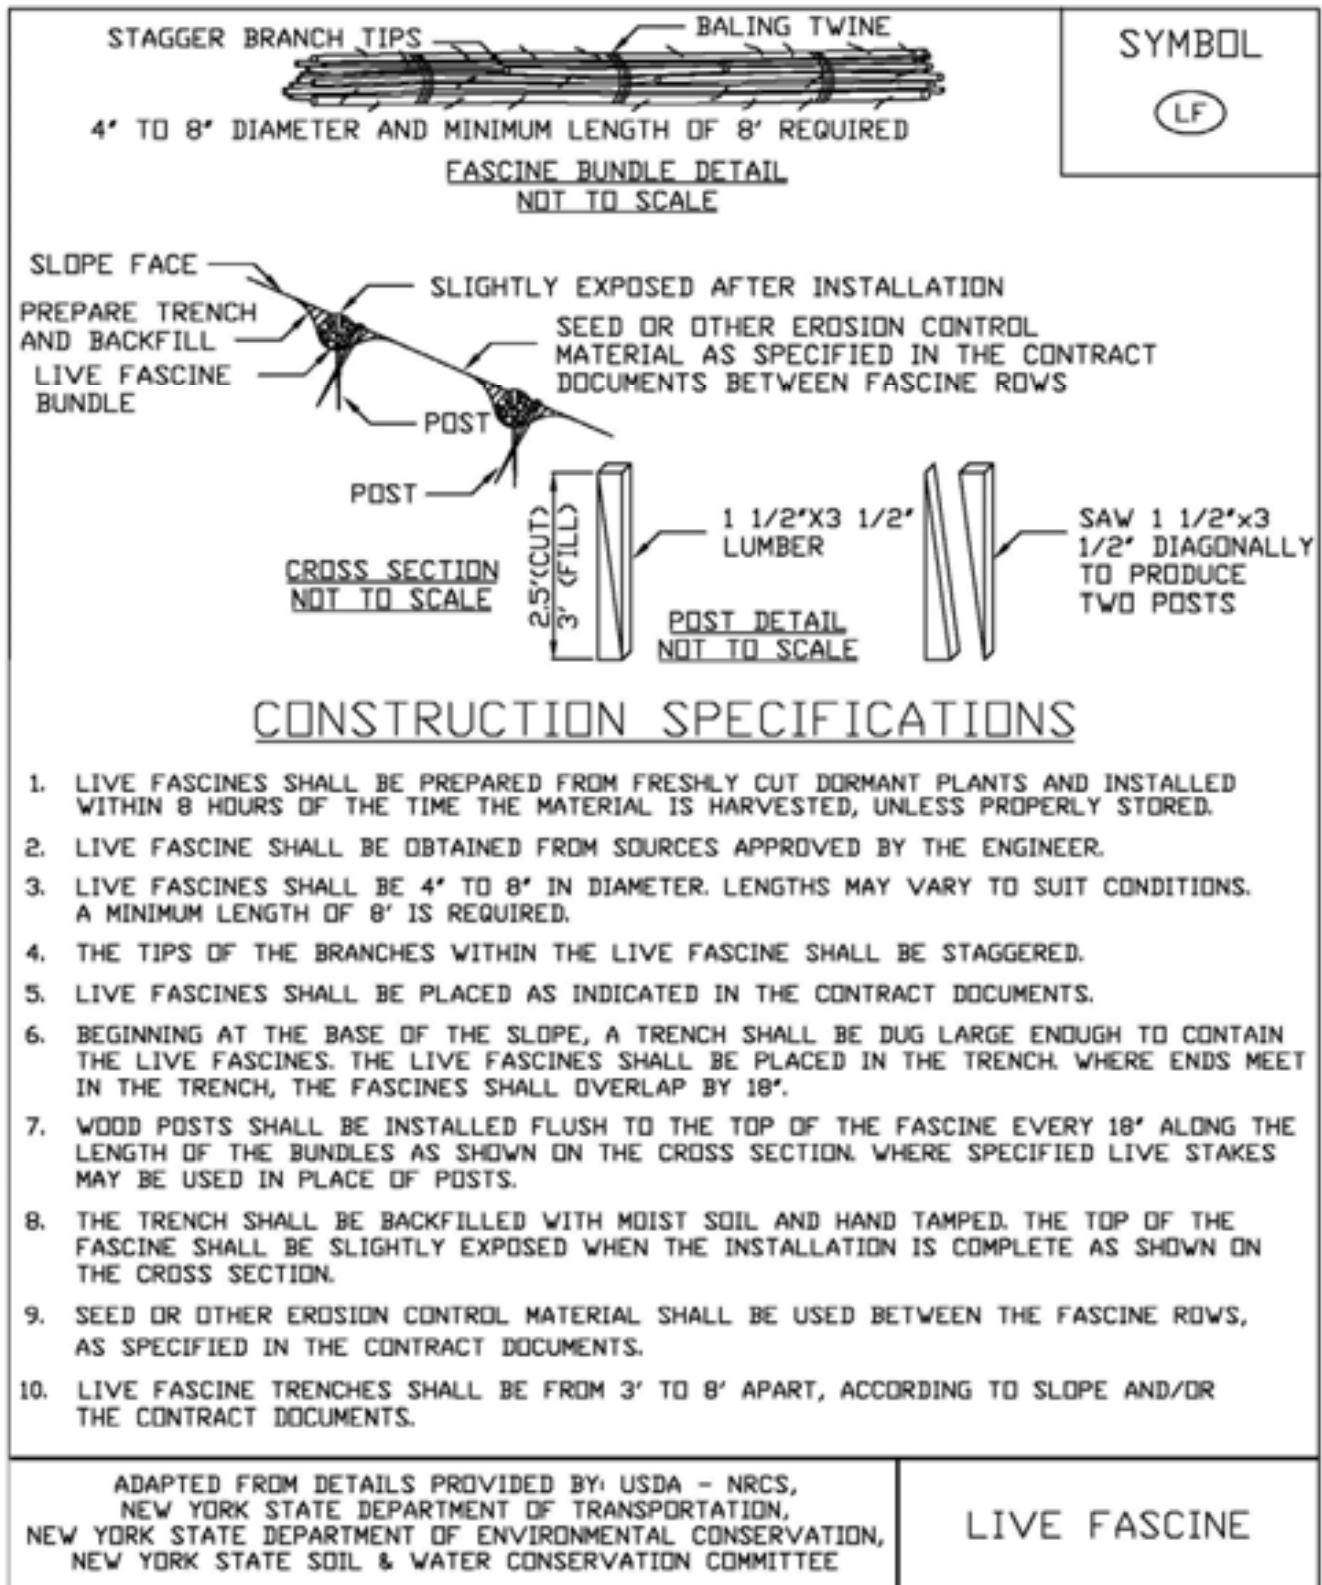 STAGGER BRANCH TIPS
BALING TWINE
4" TO 8" DIAMETER AND MINIMUM LENGTH OF 8' REQUIRED
FASCINE BUNDLE DETAIL
NOT TO SCALE
SYMBOL
LF
SLOPE FACE
SLIGHTLY EXPOSED AFTER INSTALLATION
PREPARE TRENCH
AND BACKFILL
SEED OR OTHER EROSION CONTROL
MATERIAL AS SPECIFIED IN THE CONTRACT
DOCUMENTS BETWEEN FASCINE ROWS
LIVE FASCINE
BUNDLE
POST
POST
CROSS SECTION
NOT TO SCALE
2.5'(CUT)
3' (FILL)
1 1/2"X3 1/2"
LUMBER
POST DETAIL
NOT TO SCALE
SAW 1 1/2"x3
1/2" DIAGONALLY
TO PRODUCE
TWO POSTS
CONSTRUCTION SPECIFICATIONS
1. LIVE FASCINES SHALL BE PREPARED FROM FRESHLY CUT DORMANT PLANTS AND INSTALLED
WITHIN 8 HOURS OF THE TIME THE MATERIAL IS HARVESTED, UNLESS PROPERLY STORED.
2. LIVE FASCINE SHALL BE OBTAINED FROM SOURCES APPROVED BY THE ENGINEER.
3. LIVE FASCINES SHALL BE 4" TO 8" IN DIAMETER. LENGTHS MAY VARY TO SUIT CONDITIONS.
A MINIMUM LENGTH OF 8' IS REQUIRED.
4. THE TIPS OF THE BRANCHES WITHIN THE LIVE FASCINE SHALL BE STAGGERED.
5. LIVE FASCINES SHALL BE PLACED AS INDICATED IN THE CONTRACT DOCUMENTS.
6. BEGINNING AT THE BASE OF THE SLOPE, A TRENCH SHALL BE DUG LARGE ENOUGH TO CONTAIN
THE LIVE FASCINES. THE LIVE FASCINES SHALL BE PLACED IN THE TRENCH. WHERE ENDS MEET
IN THE TRENCH, THE FASCINES SHALL OVERLAP BY 18".
7. WOOD POSTS SHALL BE INSTALLED FLUSH TO THE TOP OF THE FASCINE EVERY 18" ALONG THE
LENGTH OF THE BUNDLES AS SHOWN ON THE CROSS SECTION. WHERE SPECIFIED LIVE STAKES
MAY BE USED IN PLACE OF POSTS.
8. THE TRENCH SHALL BE BACKFILLED WITH MOIST SOIL AND HAND TAMPED. THE TOP OF THE
FASCINE SHALL BE SLIGHTLY EXPOSED WHEN THE INSTALLATION IS COMPLETE AS SHOWN ON
THE CROSS SECTION.
9. SEED OR OTHER EROSION CONTROL MATERIAL SHALL BE USED BETWEEN THE FASCINE ROWS,
AS SPECIFIED IN THE CONTRACT DOCUMENTS.
10. LIVE FASCINE TRENCHES SHALL BE FROM 3' TO 8' APART, ACCORDING TO SLOPE AND/OR
THE CONTRACT DOCUMENTS.
ADAPTED FROM DETAILS PROVIDED BY: USDA - NRCS,
NEW YORK STATE DEPARTMENT OF TRANSPORTATION,
NEW YORK STATE DEPARTMENT OF ENVIRONMENTAL CONSERVATION,
NEW YORK STATE SOIL & WATER CONSERVATION COMMITTEE
LIVE FASCINE